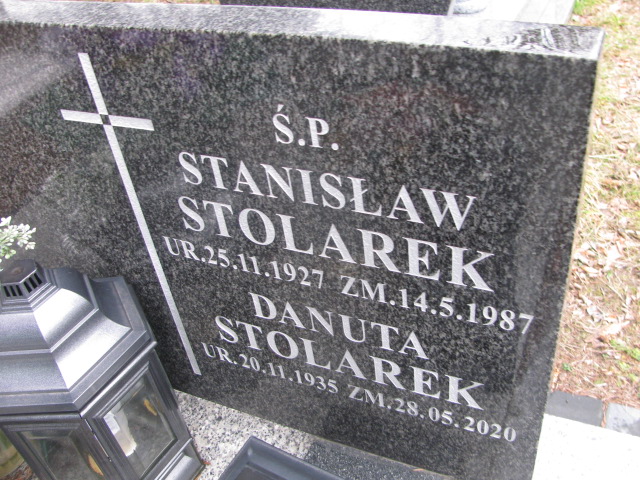 Ś.P.
STANISŁAW
STOLAREK
UR.25.11.1927 ZM.14.5.1987
DANUTA
STOLAREK
UR.20.11.1935 ZM.28.05.2020